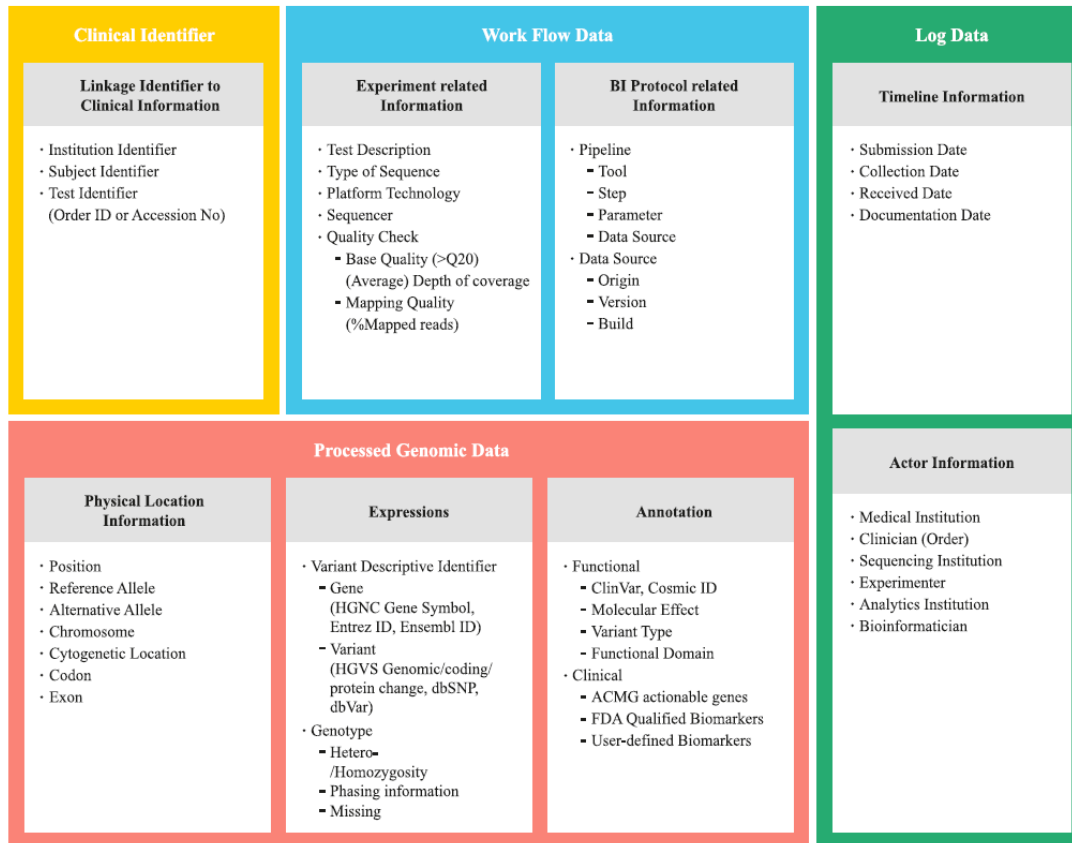 Clinical Identifier
Linkage Identifier to
Clinical Information
· Institution Identifier
· Subject Identifier
· Test Identifier
(Order ID or Accession No)
Work Flow Data
Experiment related
Information
· Test Description
· Type of Sequence
· Platform Technology
· Sequencer
· Quality Check
- Base Quality (>Q20)
(Average) Depth of coverage
- Mapping Quality
(%Mapped reads)
BI Protocol related
Information
· Pipeline
- Tool
- Step
- Parameter
- Data Source
· Data Source
- Origin
- Version
- Build
Log Data
Timeline Information
· Submission Date
· Collection Date
· Received Date
· Documentation Date
Actor Information
· Medical Institution
· Clinician (Order)
· Sequencing Institution
· Experimenter
· Analytics Institution
· Bioinformatician
Processed Genomic Data
Physical Location
Information
· Position
· Reference Allele
· Alternative Allele
· Chromosome
· Cytogenetic Location
· Codon
· Exon
Expressions
· Variant Descriptive Identifier
- Gene
(HGNC Gene Symbol,
Entrez ID, Ensembl ID)
- Variant
(HGVS Genomic/coding/
protein change, dbSNP,
dbVar)
· Genotype
- Hetero-
/Homozygosity
- Phasing information
- Missing
Annotation
· Functional
- ClinVar, Cosmic ID
- Molecular Effect
- Variant Type
- Functional Domain
· Clinical
- ACMG actionable genes
- FDA Qualified Biomarkers
- User-defined Biomarkers